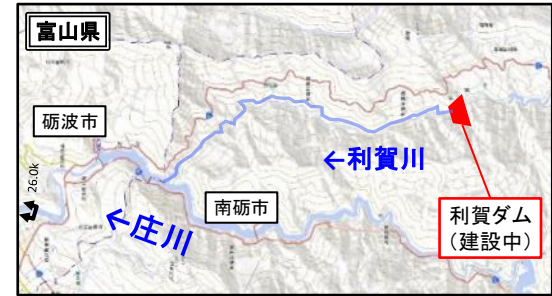 富山県
砺波市
26.0k
←利賀川
南砺市
←庄川
利賀ダム
（建設中）